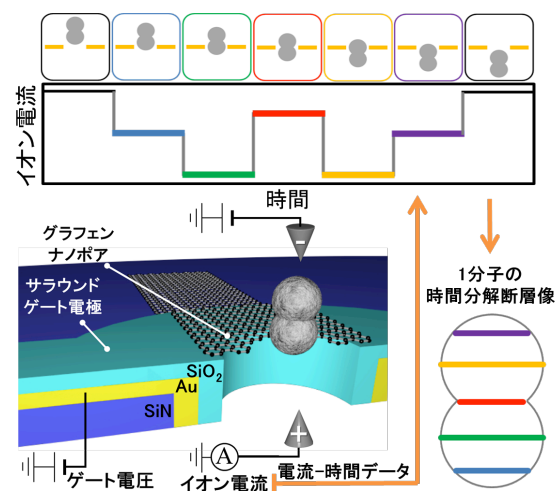 イオン電流
時間
グラフェン
ナノポア
サラウンド
ゲート電極
-
1分子の
時間分解断層像
SiO2
Au
SiN
+
A
ゲート電圧
イオン電流
電流-時間データ